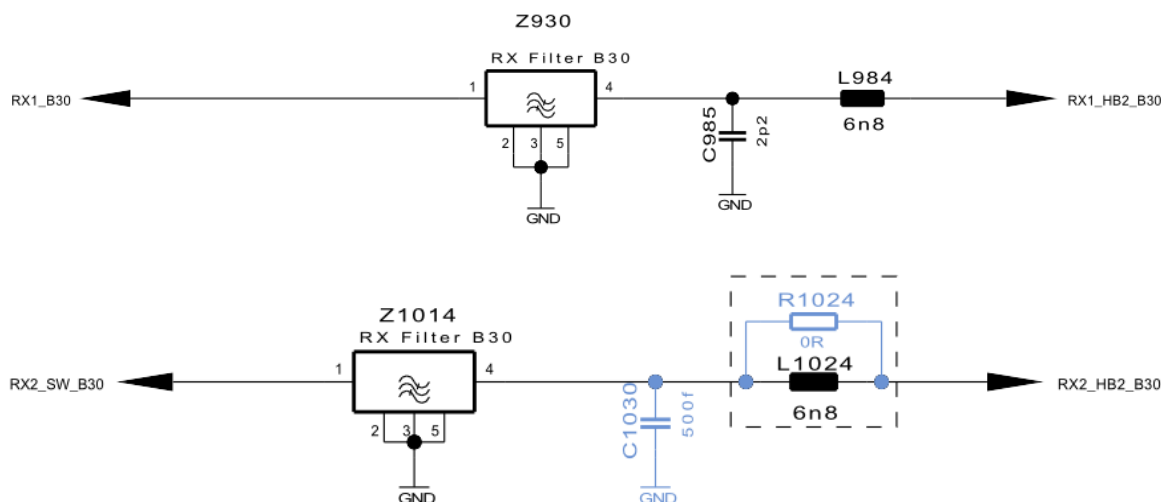 Z930
RX Filter B30
RX1_B30
1
4
2
3
5
GND
C985
2p2
GND
L984
6n8
RX1_HB2_B30
Z1014
RX Filter B30
RX2_SW_B30
1
4
2
3
5
GND
C1030
500f
GND
R1024
0R
L1024
6n8
RX2_HB2_B30